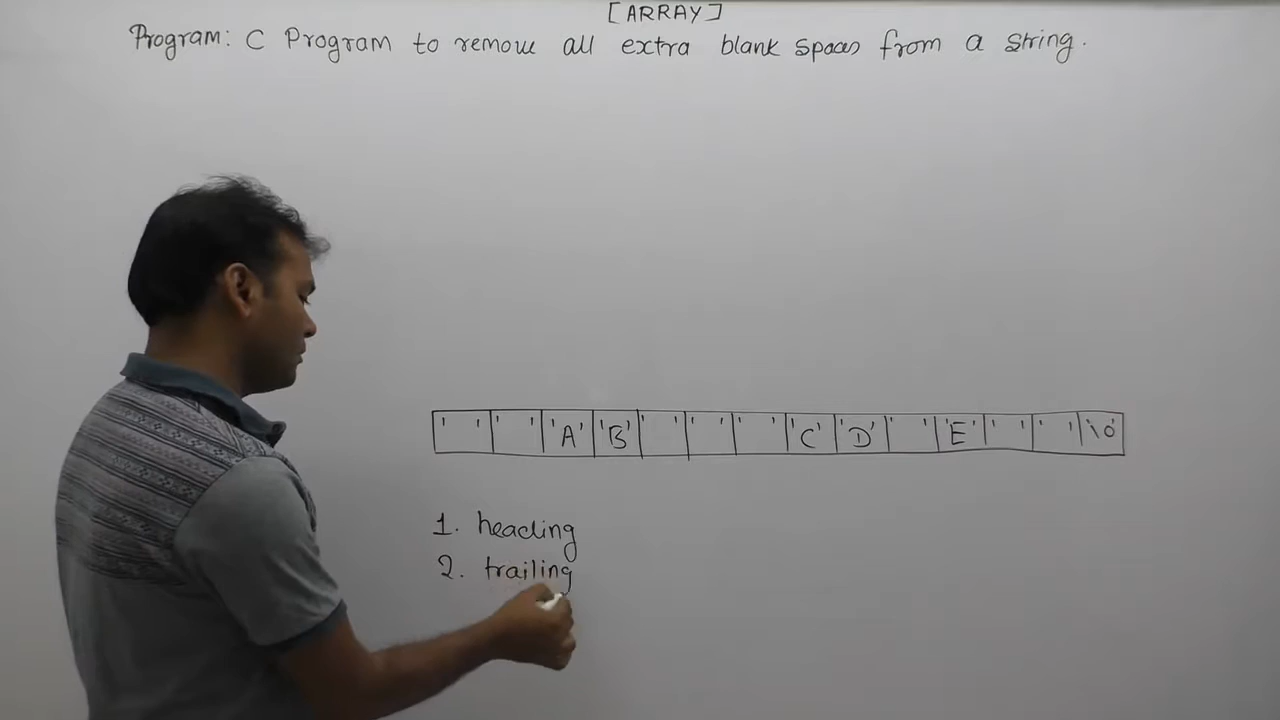 [ARRAY]
Program: C Program to remove all extra blank spaces from a string.
' ' ' ' 'A' 'B' ' ' ' ' ' ' 'C' 'D' ' ' 'E' ' ' ' ' '\0'
1. heading
2. trailing